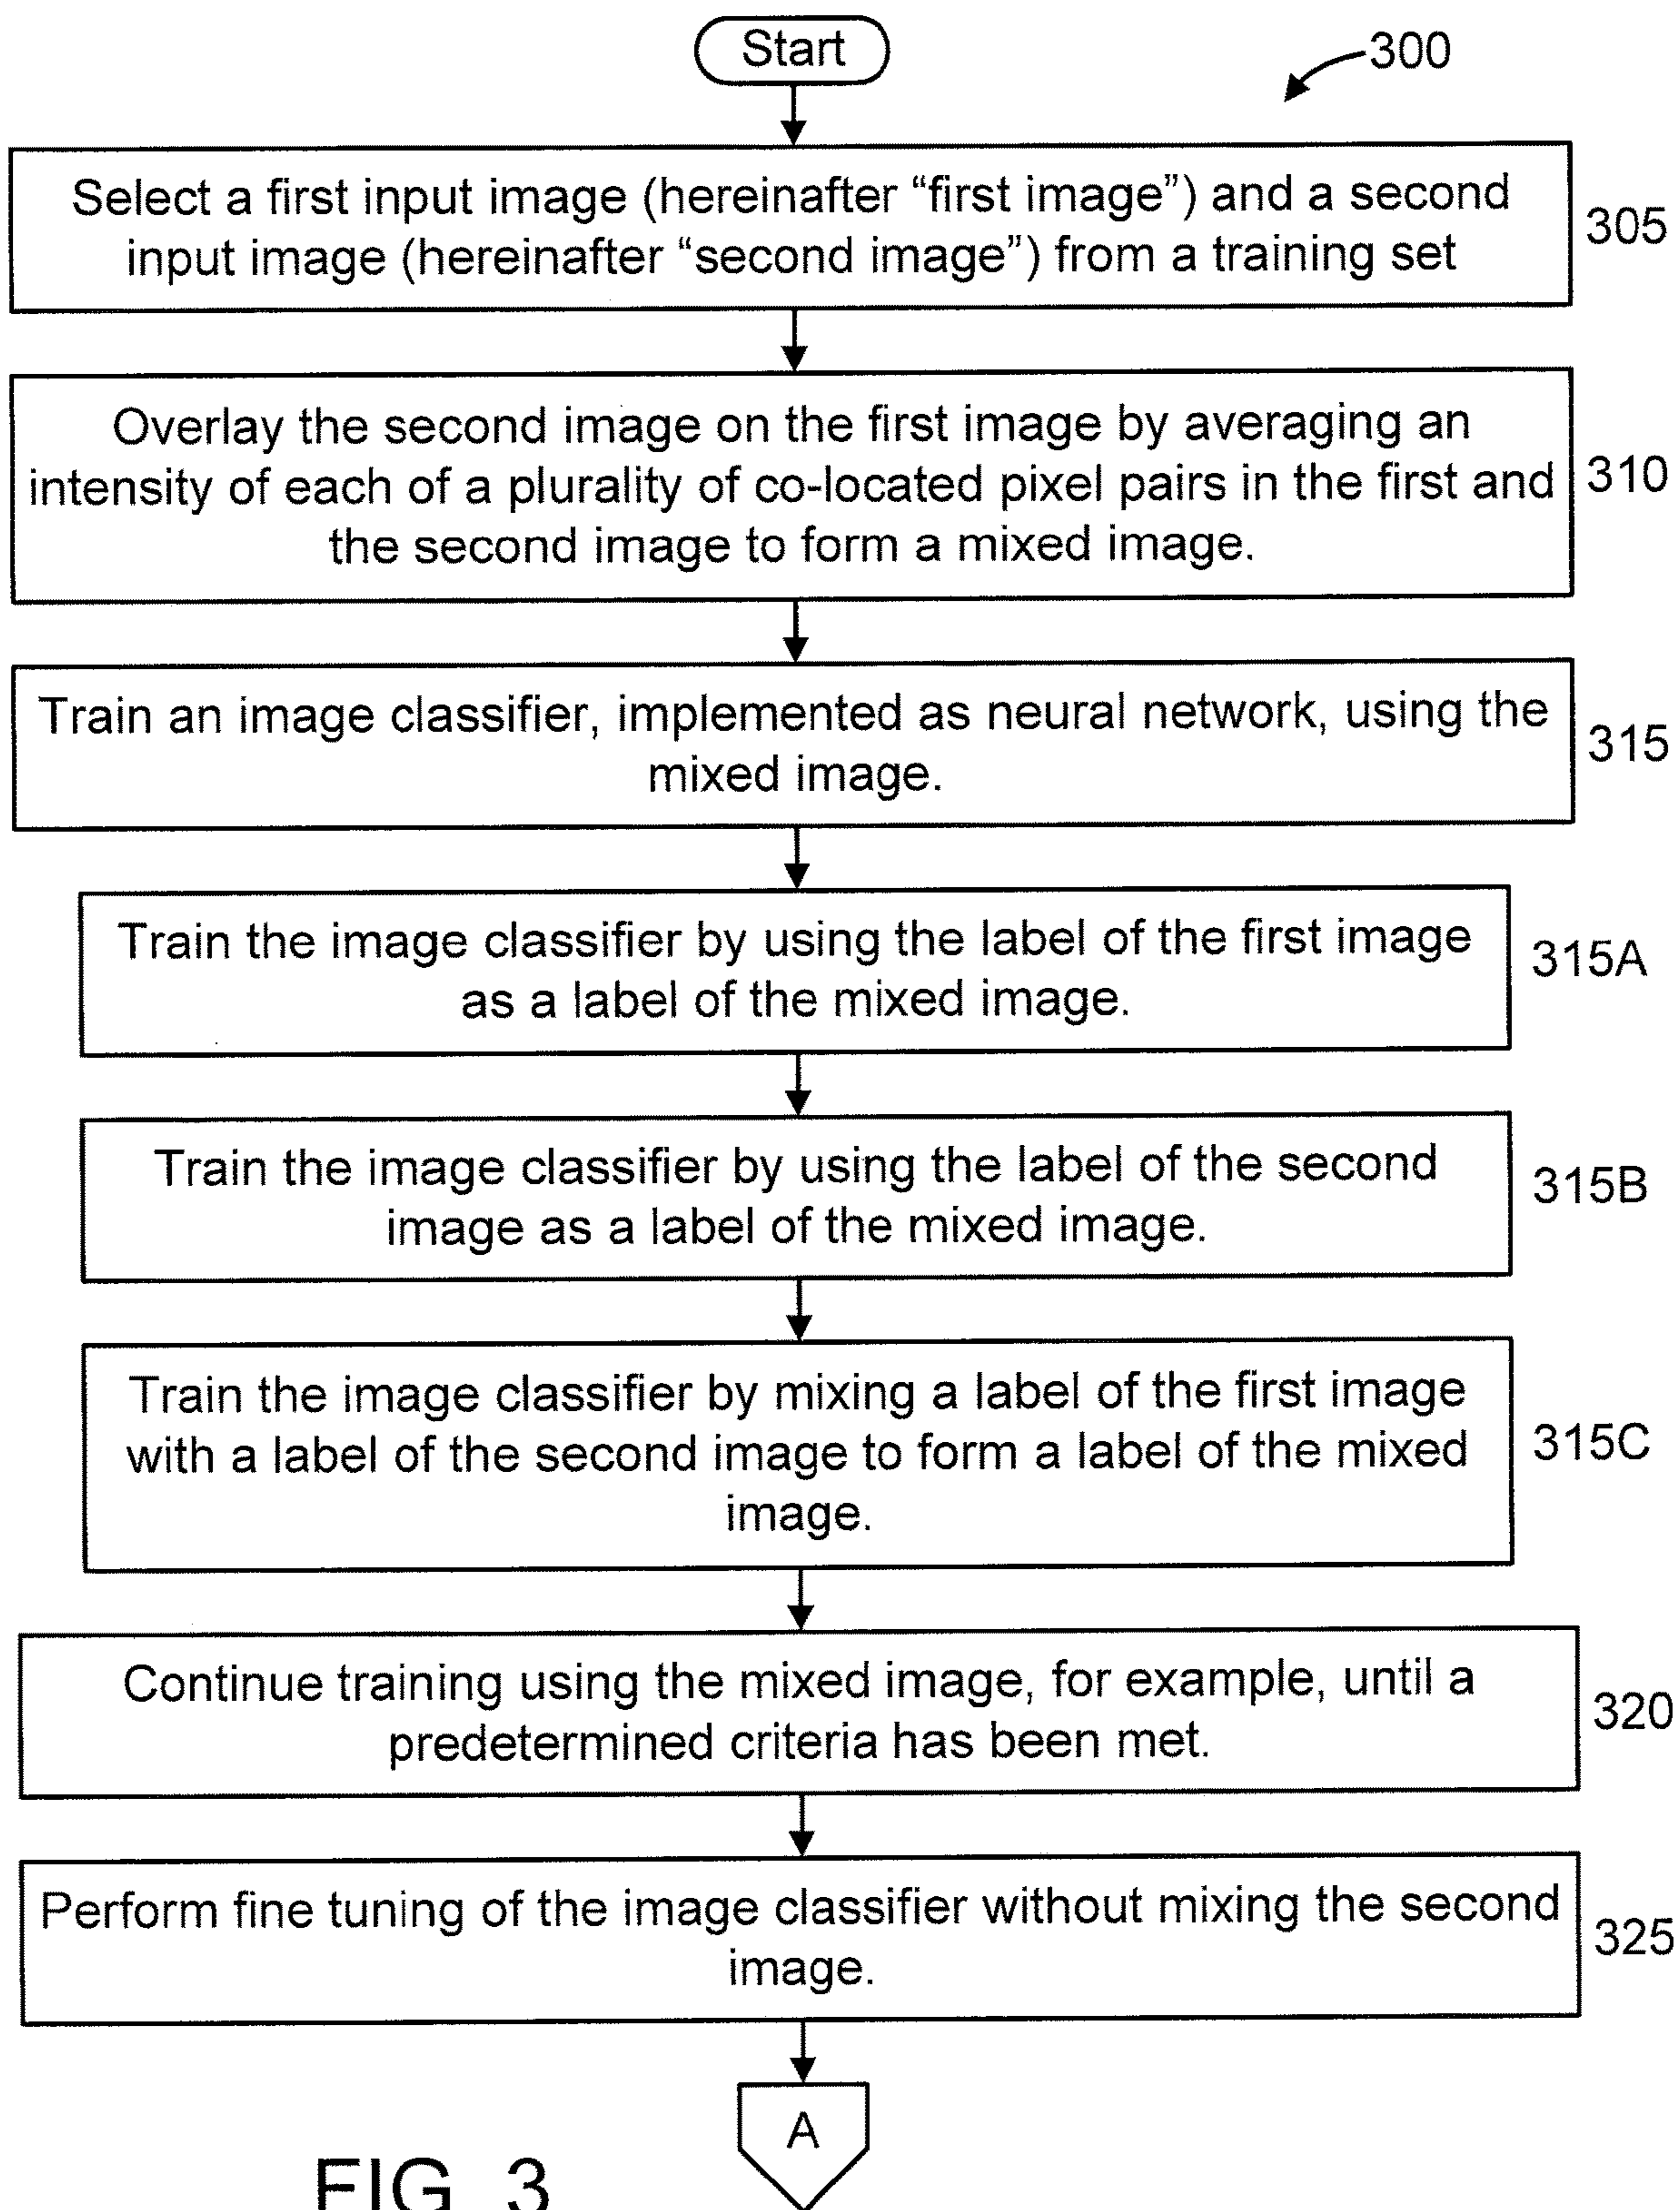 Start
300
Select a first input image (hereinafter “first image”) and a second
input image (hereinafter “second image”) from a training set
305
Overlay the second image on the first image by averaging an
intensity of each of a plurality of co-located pixel pairs in the first and
the second image to form a mixed image.
310
Train an image classifier, implemented as neural network, using the
mixed image.
315
Train the image classifier by using the label of the first image
as a label of the mixed image.
315A
Train the image classifier by using the label of the second
image as a label of the mixed image.
315B
Train the image classifier by mixing a label of the first image
with a label of the second image to form a label of the mixed
image.
315C
Continue training using the mixed image, for example, until a
predetermined criteria has been met.
320
Perform fine tuning of the image classifier without mixing the second
image.
325
A
FIG. 3